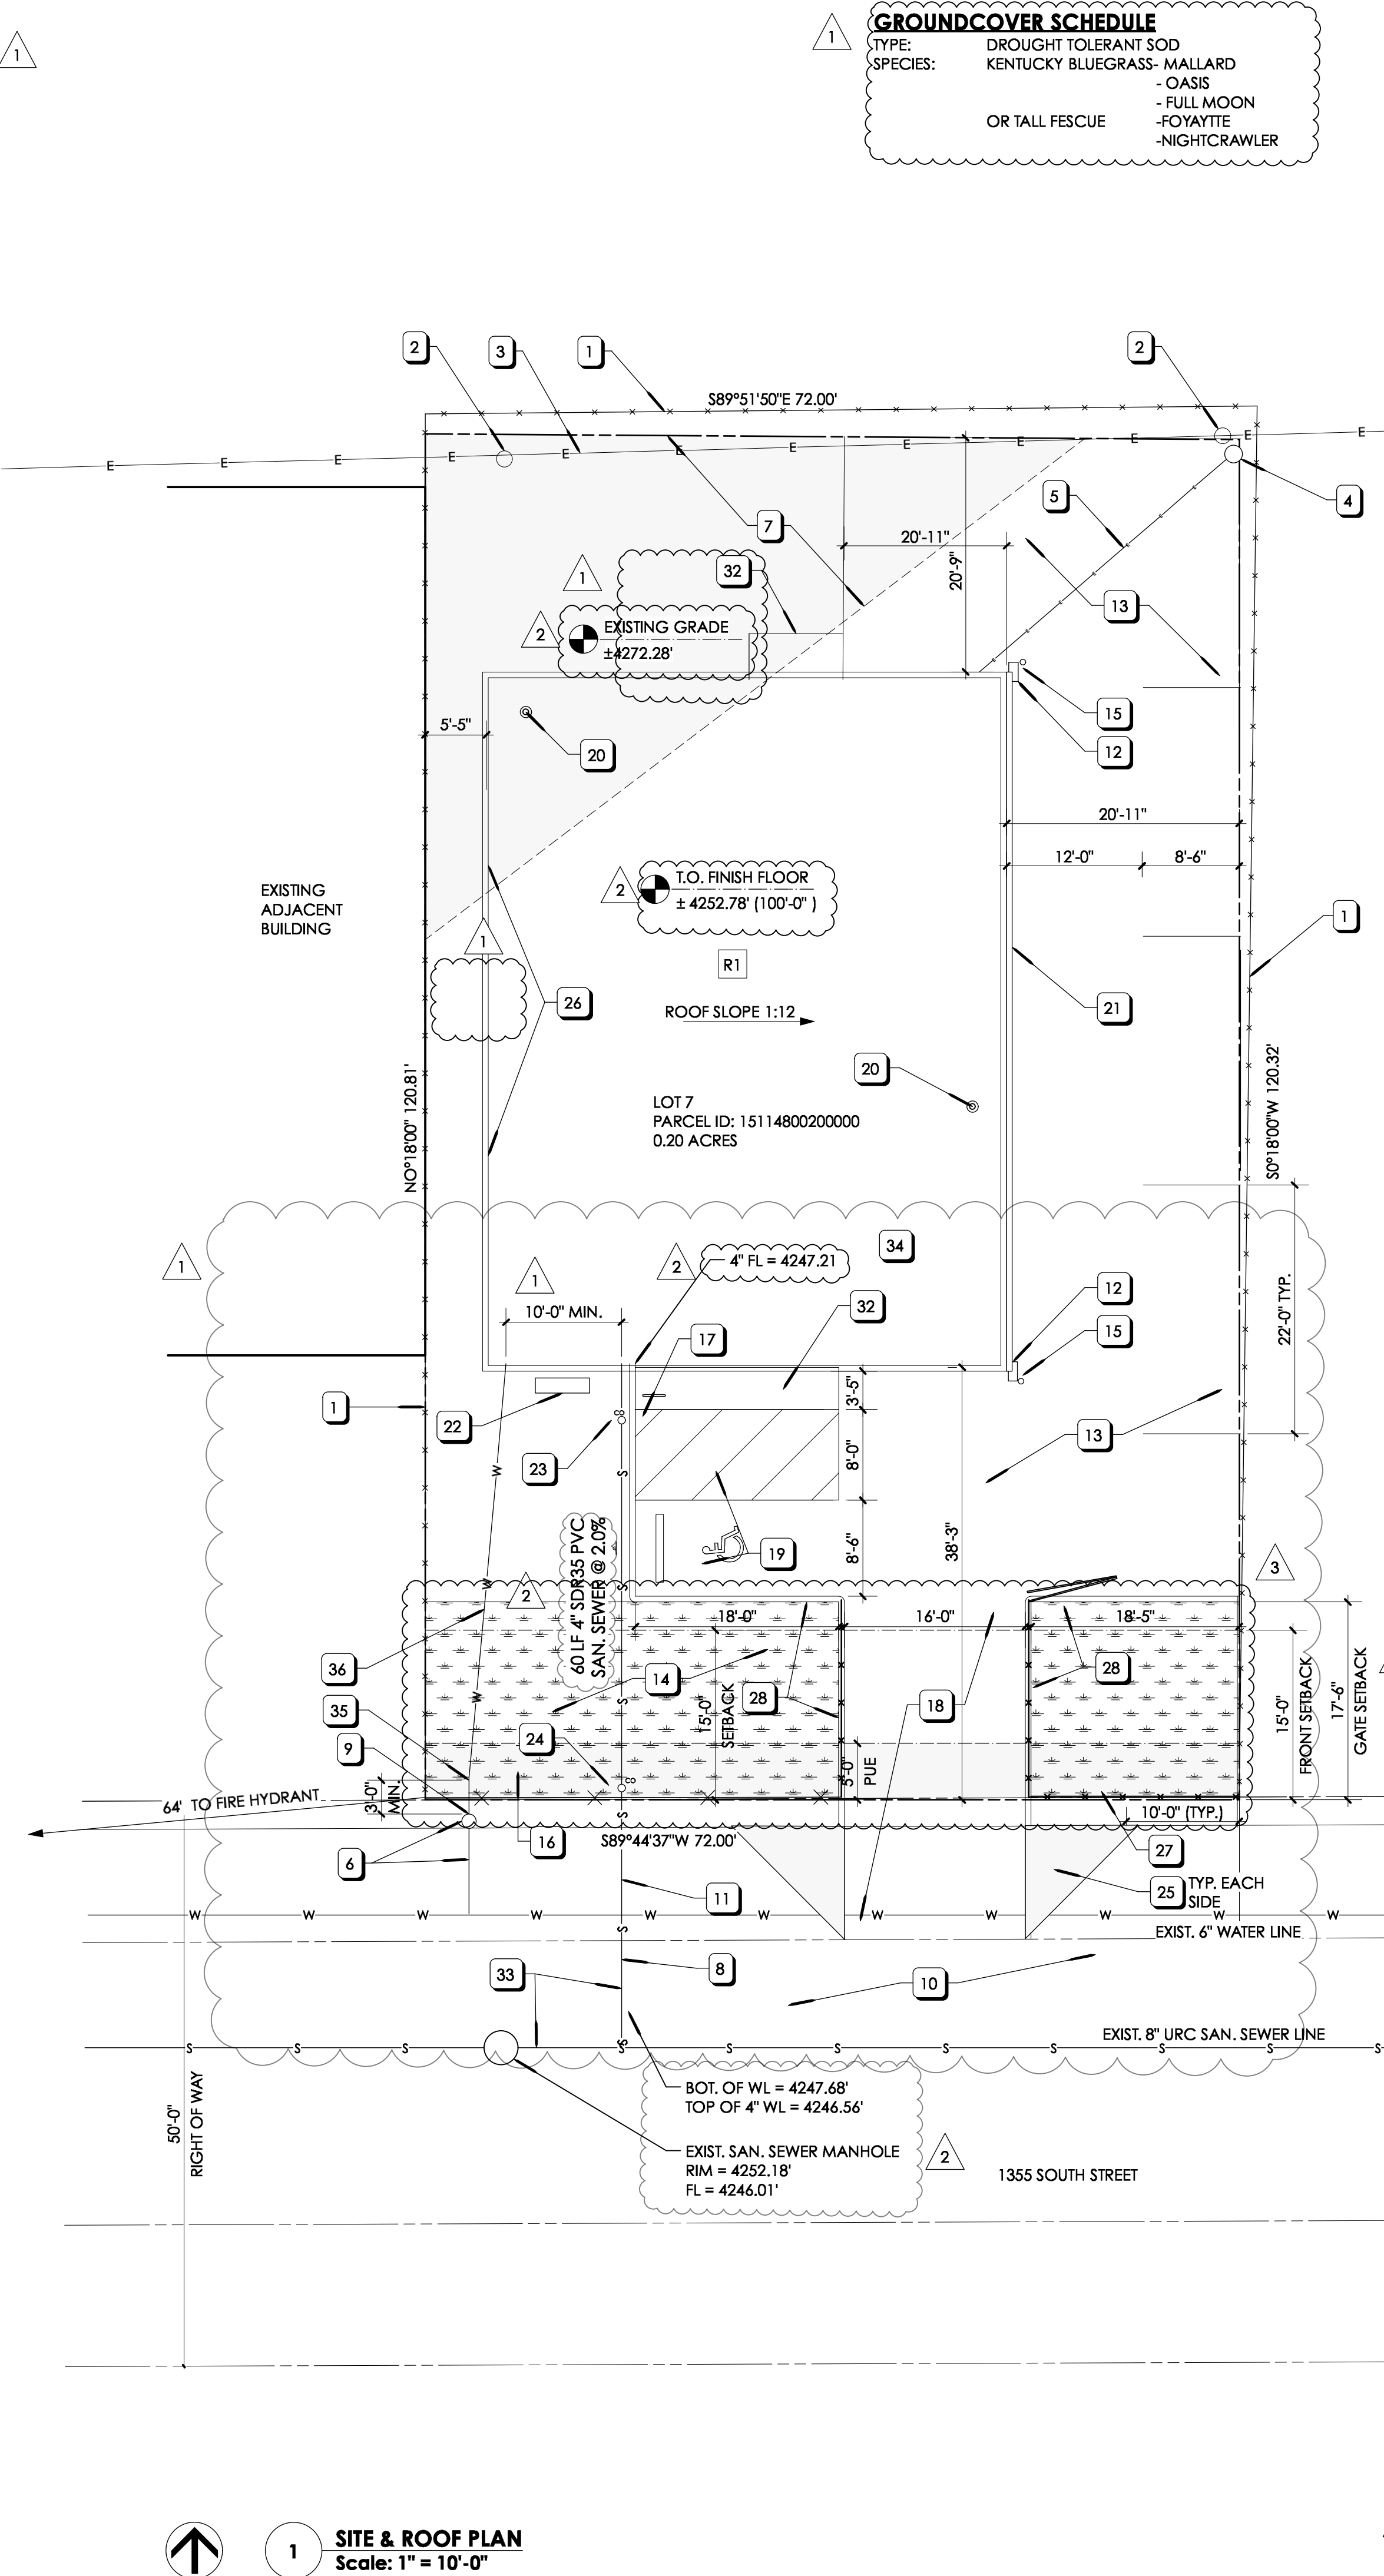 1
1
GROUNDCOVER SCHEDULE
TYPE: DROUGHT TOLERANT SOD
SPECIES: KENTUCKY BLUEGRASS- MALLARD
- OASIS
- FULL MOON
OR TALL FESCUE -FOYAYTTE
-NIGHTCRAWLER
2
3
1
2
S89°51'50"E 72.00'
E E E E E E E E E E E E
4
5
7
20'-11"
20'-9"
32
13
1
2
EXISTING GRADE
±4272.28'
15
12
5'-5"
20
20'-11"
12'-0" 8'-6"
2
T.O. FINISH FLOOR
± 4252.78' (100'-0" )
EXISTING
ADJACENT
BUILDING
1
1
R1
26
21
ROOF SLOPE 1:12
20
NO°18'00" 120.81'
S0°18'00"W 120.32'
LOT 7
PARCEL ID: 15114800200000
0.20 ACRES
34
1
1
2
4" FL = 4247.21
10'-0" MIN.
12
32
15
17
22'-0" TYP.
1
22
3'-5"
13
23
W
S
8'-0"
60 LF 4" SDR35 PVC
SAN. SEWER @ 2.0%
19
8'-6"
38'-3"
3
W
2
S
18'-0"
16'-0"
18'-5"
36
14
28
28
35
W
S
15'-0"
SETBACK
18
15'-0"
FRONT SETBACK
17'-6"
GATE SETBACK
9
24
5'-0"
PUE
3'-0"
MIN.
64' TO FIRE HYDRANT
10'-0" (TYP.)
S
6
16
S89°44'37"W 72.00'
27
11
25
TYP. EACH
SIDE
W W W W W W W W W W W
EXIST. 6" WATER LINE
S
33
8
10
EXIST. 8" URC SAN. SEWER LINE
S S S S S S S S S S S S
50'-0"
RIGHT OF WAY
BOT. OF WL = 4247.68'
TOP OF 4" WL = 4246.56'
EXIST. SAN. SEWER MANHOLE
RIM = 4252.18'
FL = 4246.01'
2
1355 SOUTH STREET
1
SITE & ROOF PLAN
Scale: 1" = 10'-0"